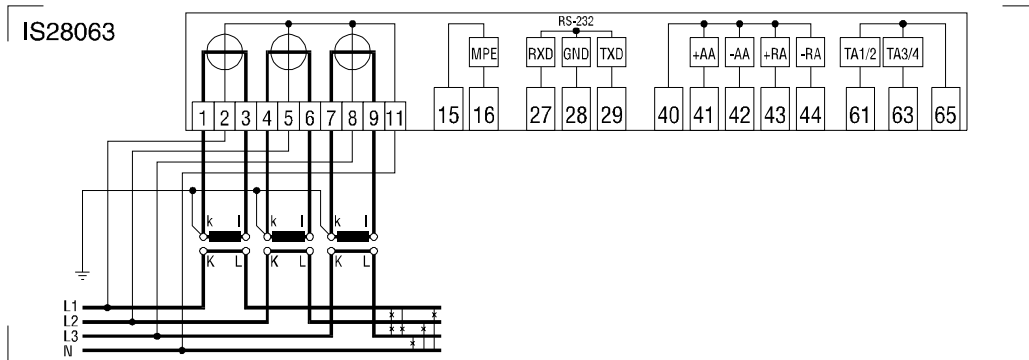 IS28063
RS-232
MPE RXD GND TXD +AA -AA +RA -RA TA1/2 TA3/4
1 2 3 4 5 6 7 8 9 11 15 16 27 28 29 40 41 42 43 44 61 63 65
k l k l k l
K L K L K L
L1
L2
L3
N